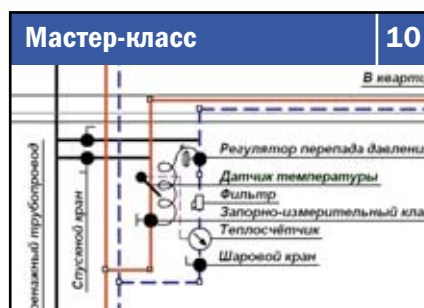 Мастер-класс 10
В кварти
Регулятор перепада давлени
Датчик температуры
Фильтр
Запорно-измерительный кла
Теплосчётчик
Шаровой кран
Спускной кран
ренажный трубопровод